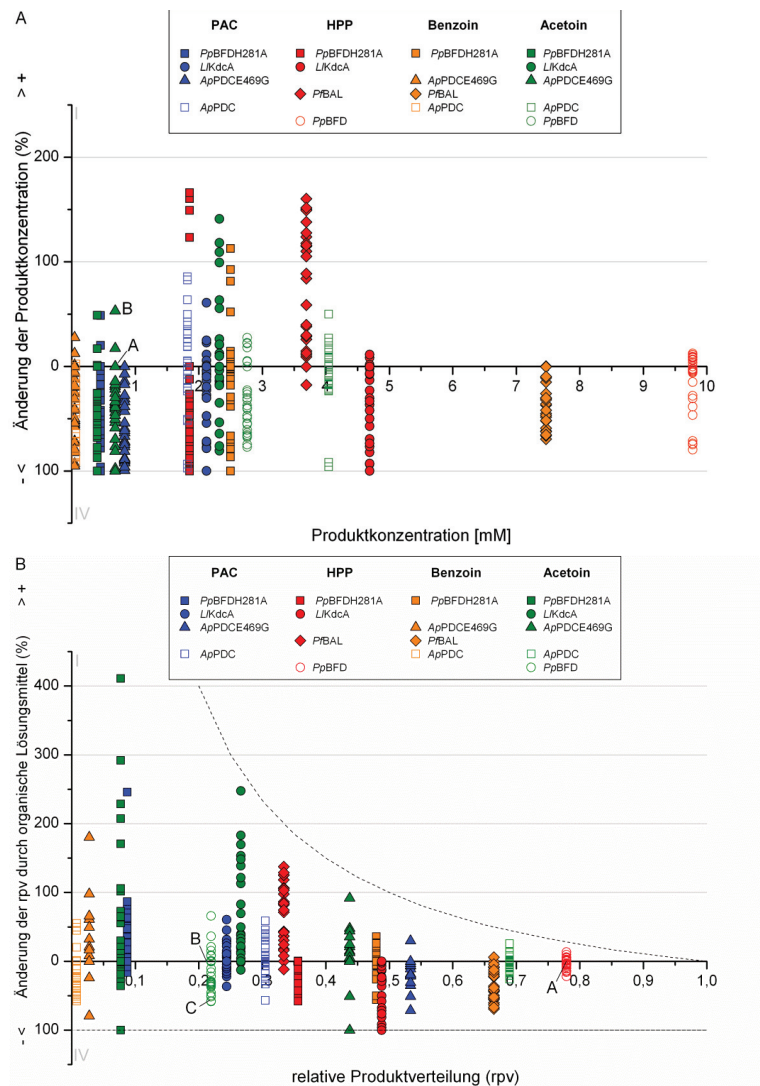 A
PAC HPP Benzoin Acetoin
PpBFDH281A PpBFDH281A PpBFDH281A PpBFDH281A
LlKdcA LlKdcA LlKdcA
ApPDCE469G ApPDCE469G ApPDCE469G
PfBAL PfBAL
ApPDC ApPDC ApPDC
PpBFD PpBFD
> +
I
Änderung der Produktkonzentration (%)
200
100
B
A
0
1 2 3 4 5 6 7 8 9 10
100
- <
IV
Produktkonzentration [mM]
B
PAC HPP Benzoin Acetoin
PpBFDH281A PpBFDH281A PpBFDH281A PpBFDH281A
LlKdcA LlKdcA LlKdcA
ApPDCE469G ApPDCE469G ApPDCE469G
PfBAL PfBAL
ApPDC ApPDC ApPDC
PpBFD PpBFD
> +
I
Änderung der rpv durch organische Lösungsmittel (%)
400
300
200
100
B
0
0,1 0,2 0,3 0,4 0,5 0,6 0,7 0,8 0,9 1,0
A
C
100
- <
IV
relative Produktverteilung (rpv)